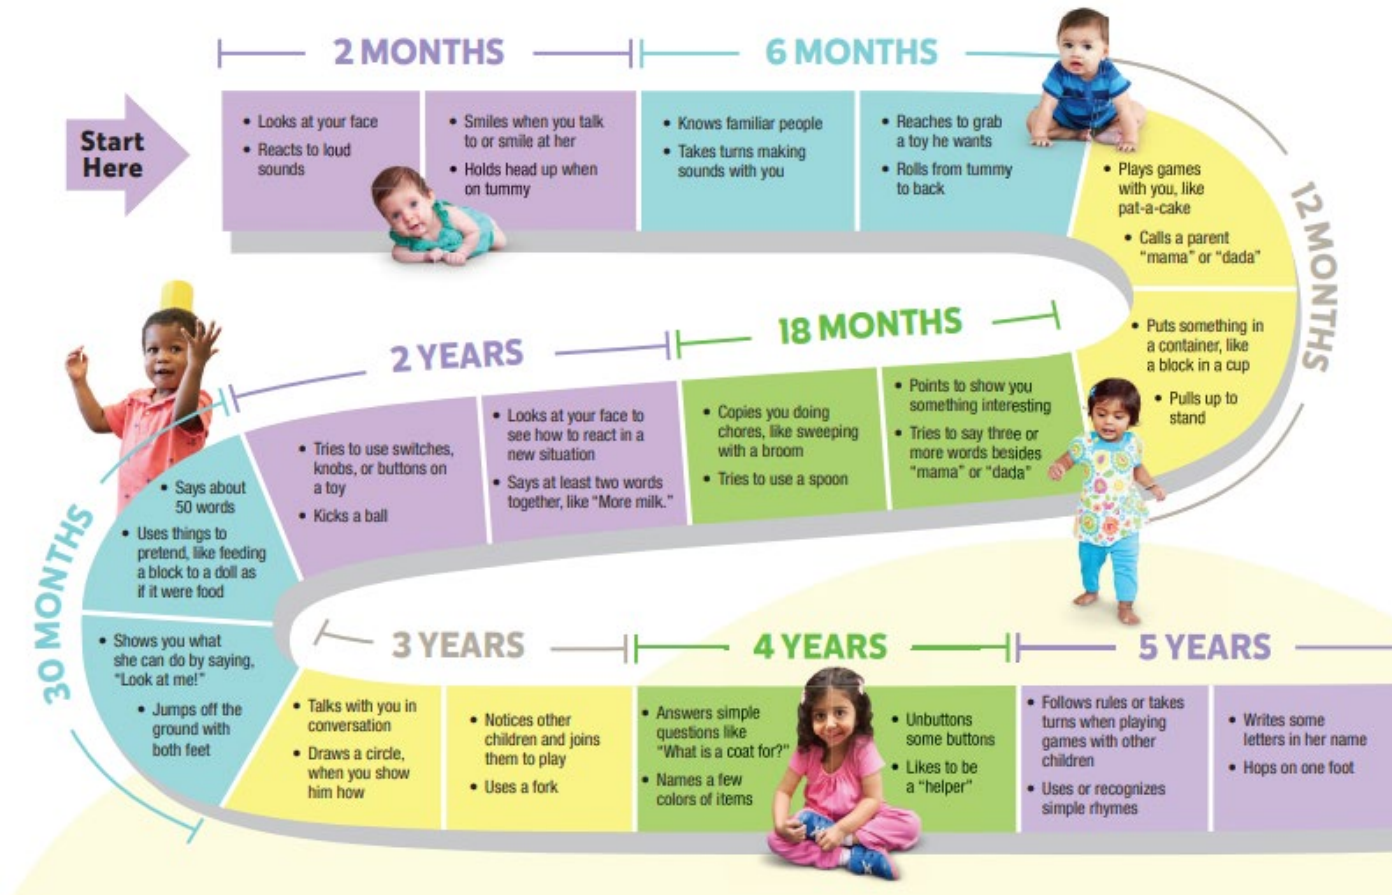 2 MONTHS
6 MONTHS
Start
Here
• Looks at your face
• Reacts to loud
sounds
• Smiles when you talk
to or smile at her
• Holds head up when
on tummy
• Knows familiar people
• Takes turns making
sounds with you
• Reaches to grab
a toy he wants
• Rolls from tummy
to back
12 MONTHS
• Plays games
with you, like
pat-a-cake
• Calls a parent
“mama” or “dada”
• Puts something in
a container, like
a block in a cup
• Pulls up to
stand
18 MONTHS
• Points to show you
something interesting
• Tries to say three or
more words besides
“mama” or “dada”
• Copies you doing
chores, like sweeping
with a broom
• Tries to use a spoon
2 YEARS
• Looks at your face to
see how to react in a
new situation
• Says at least two words
together, like “More milk.”
• Tries to use switches,
knobs, or buttons on
a toy
• Kicks a ball
30 MONTHS
• Says about
50 words
• Uses things to
pretend, like feeding
a block to a doll as
if it were food
• Shows you what
she can do by saying,
“Look at me!”
• Jumps off the
ground with
both feet
3 YEARS
• Talks with you in
conversation
• Draws a circle,
when you show
him how
• Notices other
children and joins
them to play
• Uses a fork
4 YEARS
• Answers simple
questions like
“What is a coat for?”
• Names a few
colors of items
• Unbuttons
some buttons
• Likes to be
a “helper”
5 YEARS
• Follows rules or takes
turns when playing
games with other
children
• Uses or recognizes
simple rhymes
• Writes some
letters in her name
• Hops on one foot